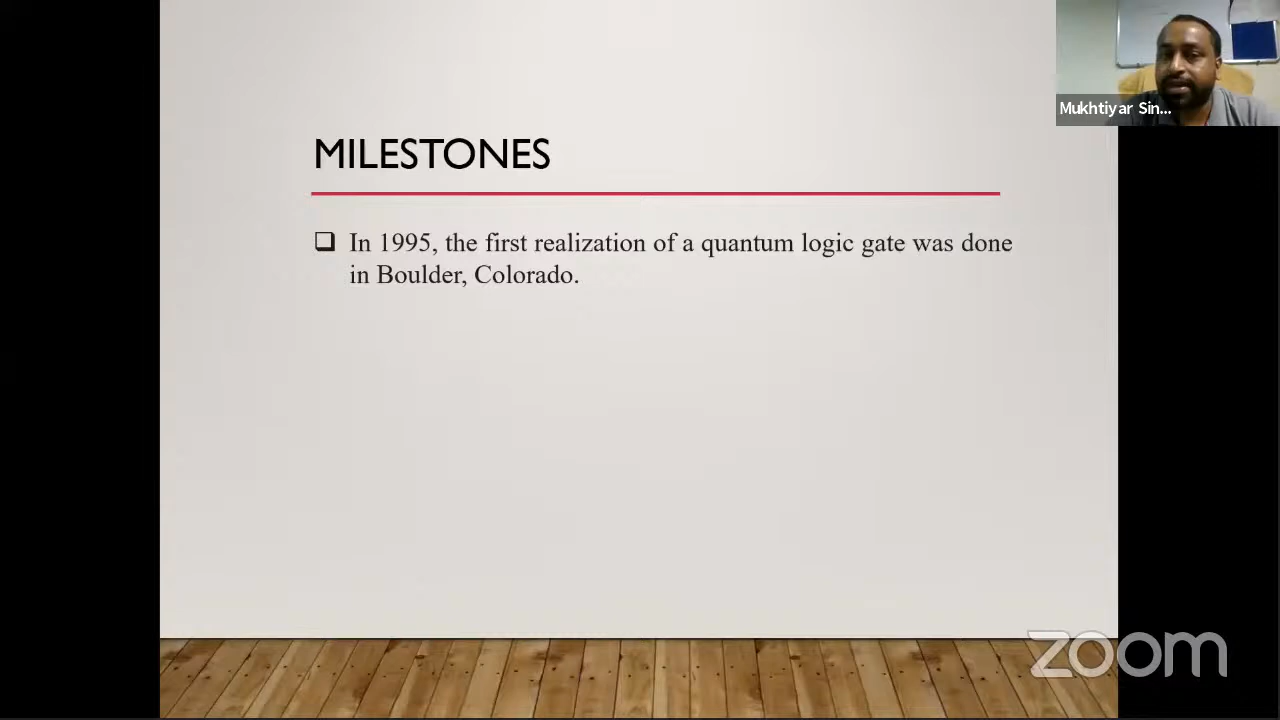 Mukhtiyar Sin...
MILESTONES
❑ In 1995, the first realization of a quantum logic gate was done
in Boulder, Colorado.
zoom